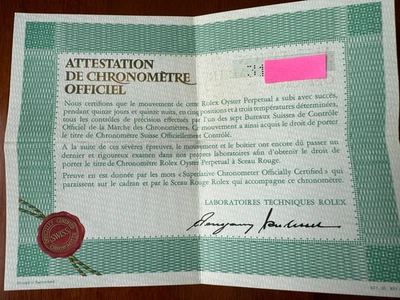 ATTESTATION
DE CHRONOMÈTRE
OFFICIEL
31
Nous certifions que le mouvement de cette Rolex Oyster Perpetual a subi avec succès,
pendant quinze jours et quinze nuits, en cinq positions et à trois températures déterminées,
tous les contrôles de précision effectués par l'un des sept Bureaux Suisses de Contrôle
Officiel de la Marche des Chronomètres. Ce mouvement a ainsi acquis le droit de porter
le titre de Chronomètre Suisse Officiellement Contrôlé.
A la suite de ces sévères épreuves, le mouvement et le boîtier ont encore dû passer un
dernier et rigoureux examen dans nos propres laboratoires afin d'obtenir le droit de
porter le titre de Chronomètre Rolex Oyster Perpetual à Sceau Rouge.
Preuve en est donnée par les mots «Superlative Chronometer Officially Certified» qui
paraissent sur le cadran et par le Sceau Rouge Rolex qui accompagne ce chronomètre.
LABORATOIRES TECHNIQUES ROLEX
SWISS
Printed in Switzerland